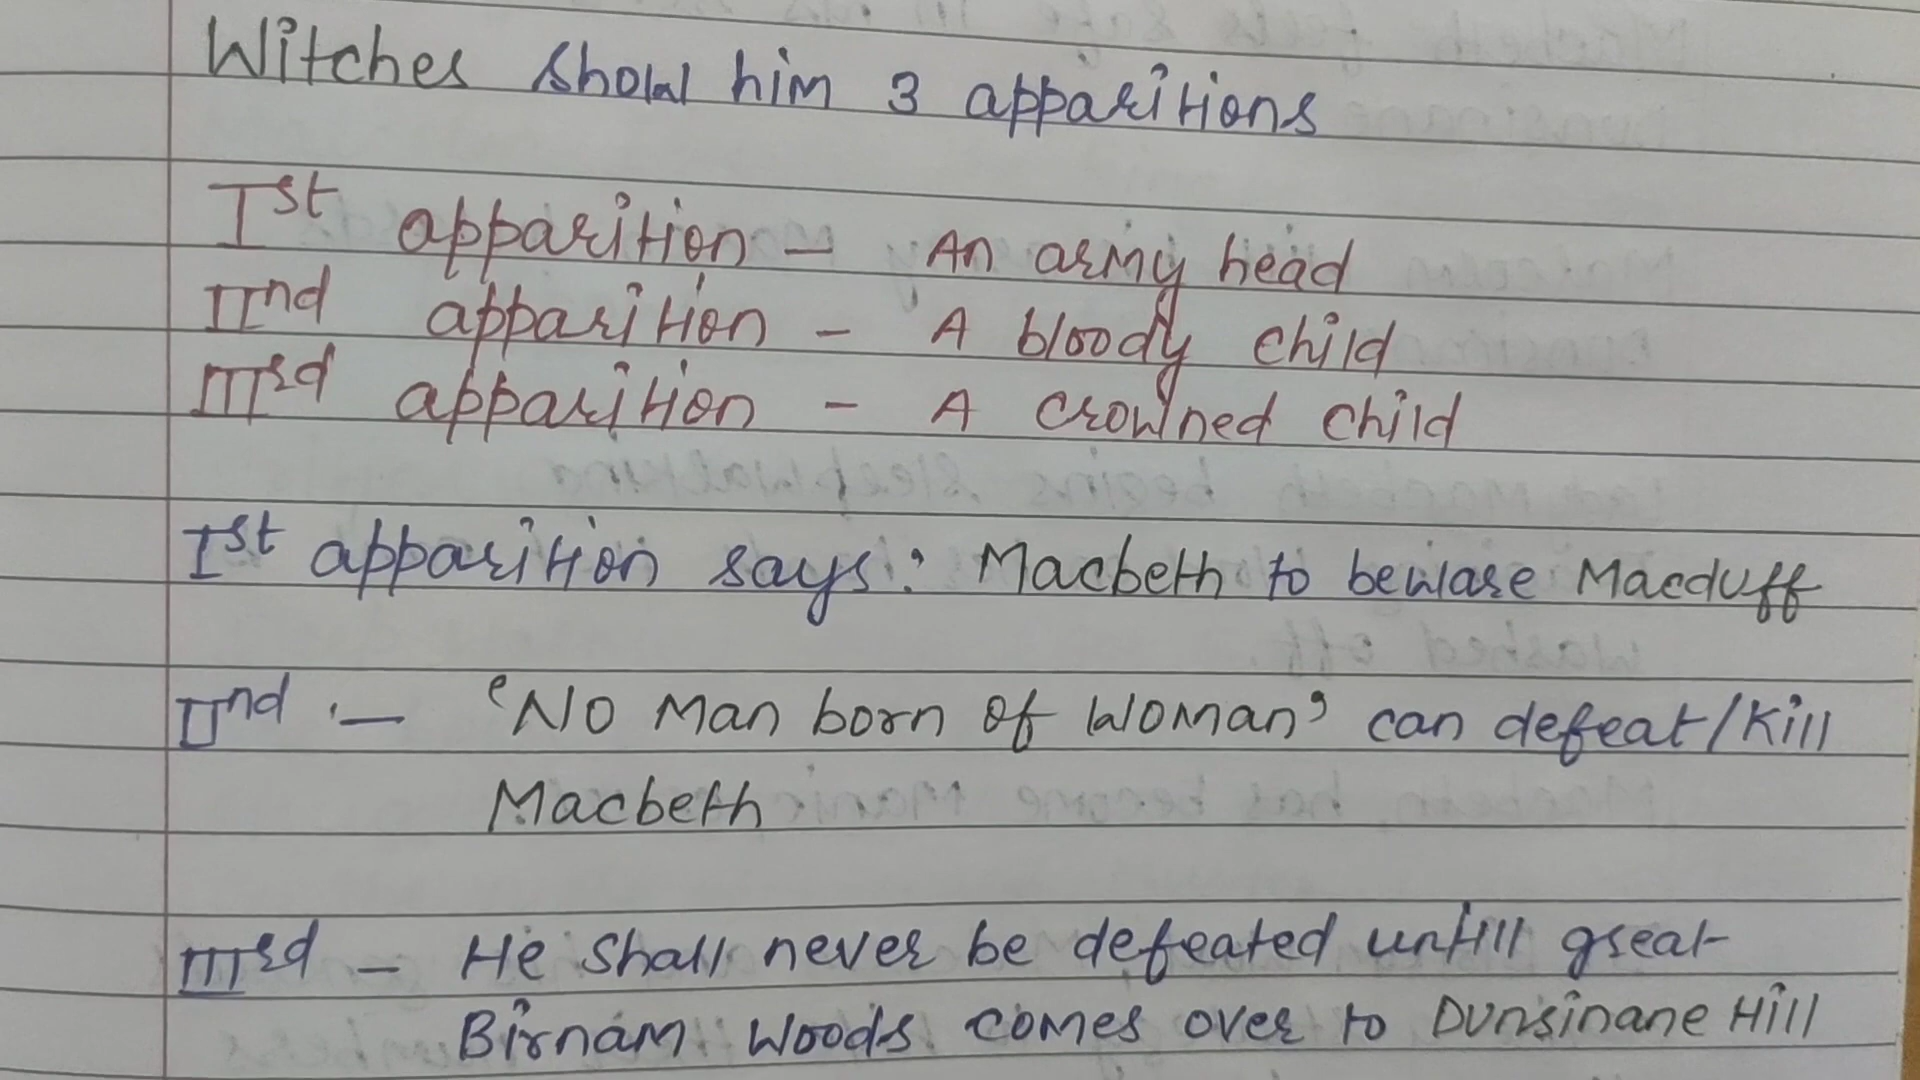 Witches show him 3 apparitions
Ist apparition - An army head
IInd apparition - A bloody child
IIIrd apparition - A crowned child
Ist apparition says: Macbeth to beware Macduff
IInd - 'No Man born of Woman' can defeat/Kill
Macbeth
IIIrd - He shall never be defeated untill great
Birnam Woods comes over to Dunsinane Hill